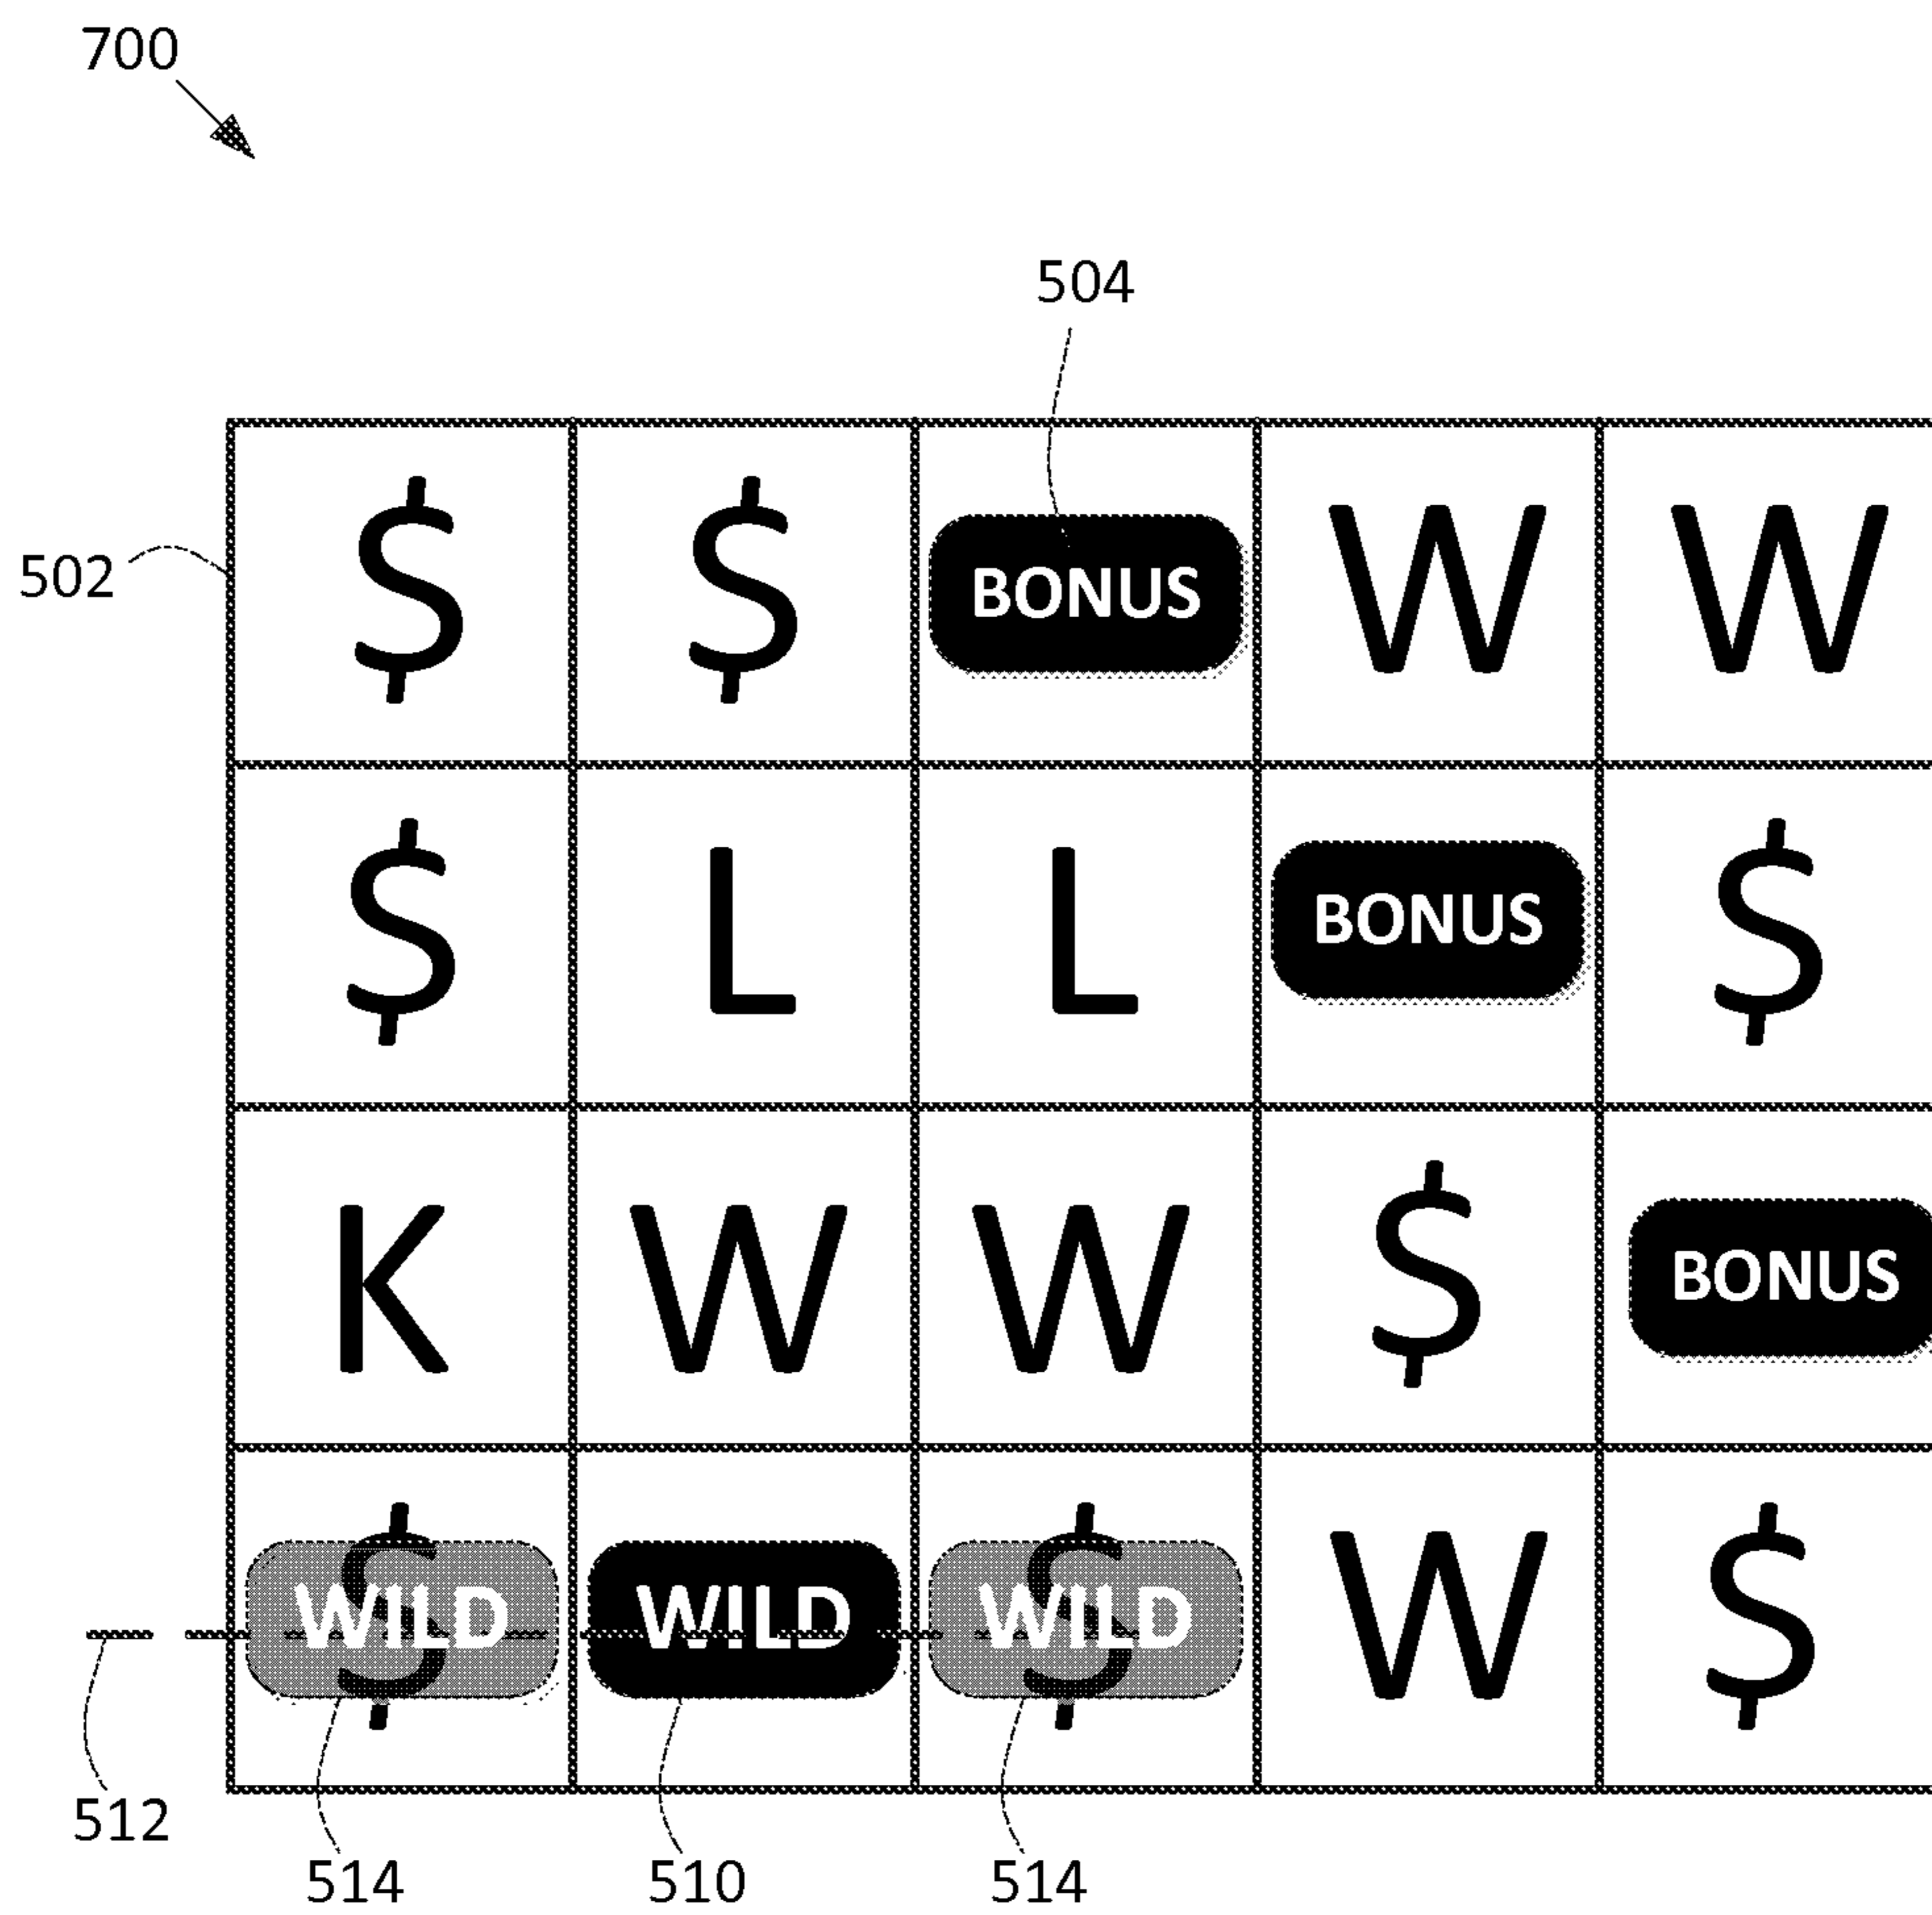 700
504
502
$ $ BONUS W W
$ L L BONUS $
K W W $ BONUS
$ WILD WILD $ WILD W $
512
514 510 514